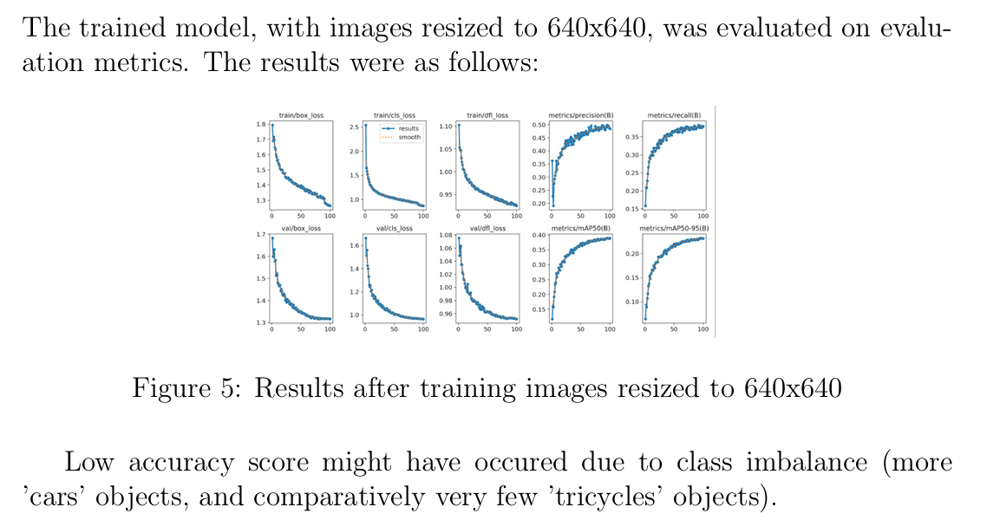 The trained model, with images resized to 640x640, was evaluated on evalu-
ation metrics. The results were as follows:
train/box_loss train/cls_loss train/dfl_loss metrics/precision(B) metrics/recall(B)
1.8
1.7
1.6
1.5
1.4
1.3
0 50 100
2.5
2.0
1.5
1.0
results
smooth
0 50 100
1.10
1.05
1.00
0.95
0 50 100
0.50
0.45
0.40
0.35
0.30
0.25
0.20
0 50 100
0.35
0.30
0.25
0.20
0.15
0 50 100
val/box_loss val/cls_loss val/dfl_loss metrics/mAP50(B) metrics/mAP50-95(B)
1.7
1.6
1.5
1.4
1.3
0 50 100
1.6
1.4
1.2
1.0
0 50 100
1.08
1.06
1.04
1.02
1.00
0.98
0.96
0 50 100
0.40
0.35
0.30
0.25
0.20
0.15
0 50 100
0.20
0.15
0.10
0 50 100
Figure 5: Results after training images resized to 640x640
Low accuracy score might have occured due to class imbalance (more
'cars' objects, and comparatively very few 'tricycles' objects).